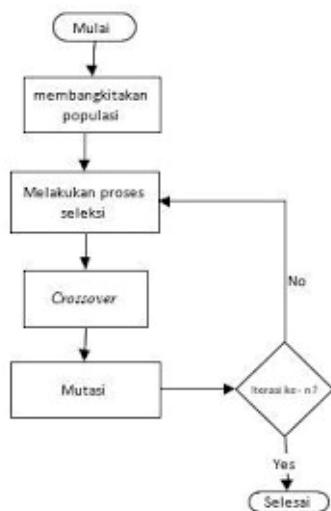 Mulai
membangkitakan
populasi
Melakukan proses
seleksi
Crossover
Mutasi
No
Iterasi ke- n?
Yes
Selesai